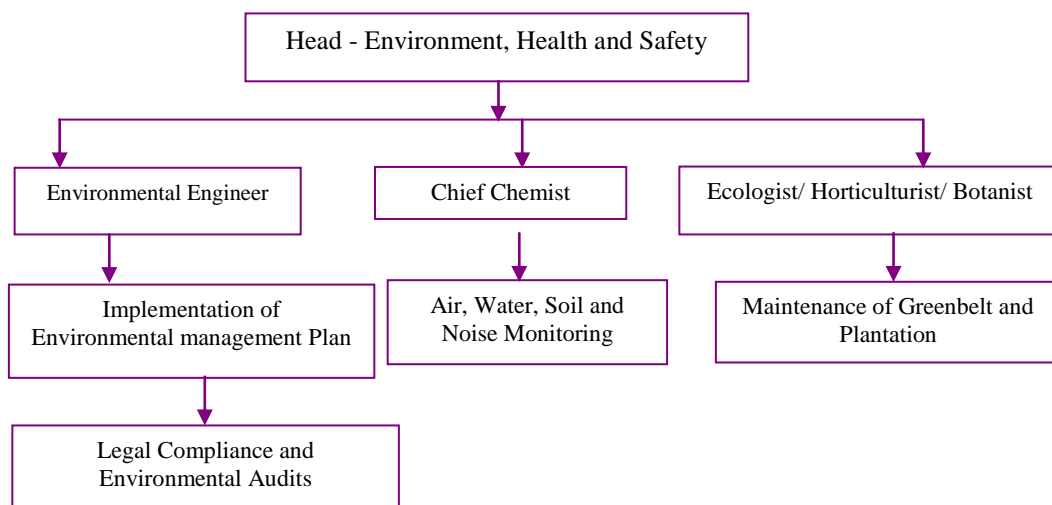 Head - Environment, Health and Safety
Environmental Engineer
Chief Chemist
Ecologist/ Horticulturist/ Botanist
Implementation of
Environmental management Plan
Air, Water, Soil and
Noise Monitoring
Maintenance of Greenbelt and
Plantation
Legal Compliance and
Environmental Audits